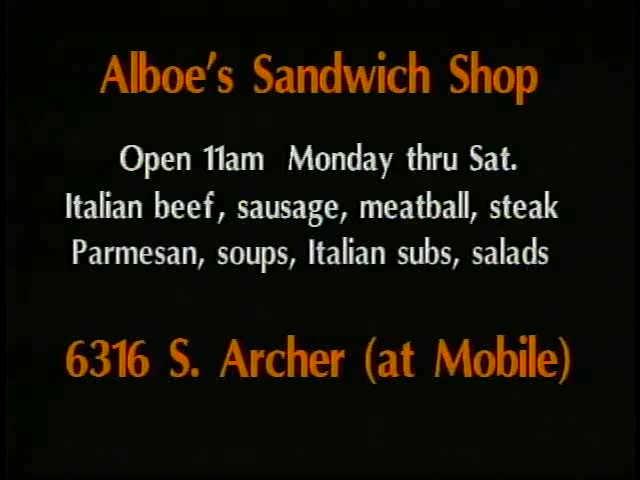 Alboe's Sandwich Shop
Open 11am Monday thru Sat.
Italian beef, sausage, meatball, steak
Parmesan, soups, Italian subs, salads
6316 S. Archer (at Mobile)